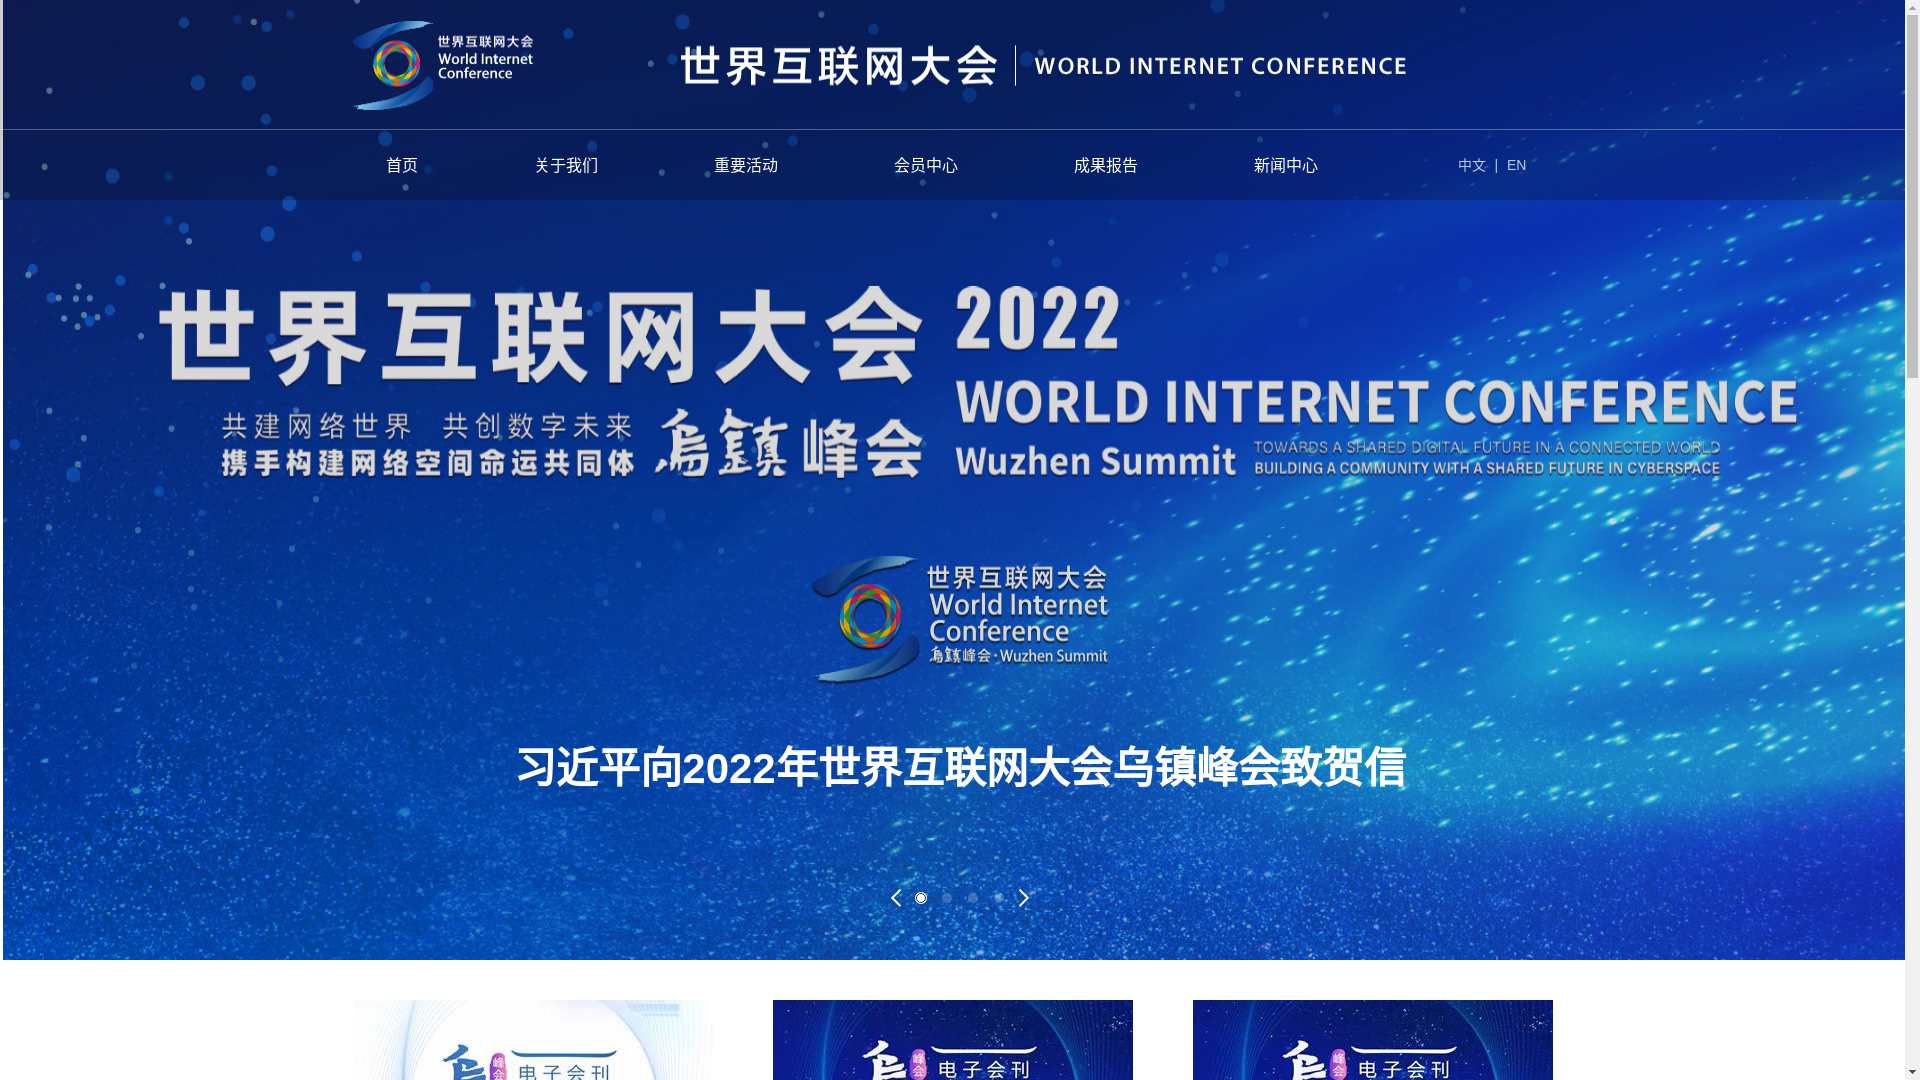 世界互联网大会
World Internet
Conference
世界互联网大会 | WORLD INTERNET CONFERENCE
首页 关于我们 重要活动 会员中心 成果报告 新闻中心 中文 | EN
世界互联网大会 2022
WORLD INTERNET CONFERENCE
共建网络世界 共创数字未来
携手构建网络空间命运共同体
乌镇峰会
Wuzhen Summit
TOWARDS A SHARED DIGITAL FUTURE IN A CONNECTED WORLD
BUILDING A COMMUNITY WITH A SHARED FUTURE IN CYBERSPACE
世界互联网大会
World Internet
Conference
乌镇峰会·Wuzhen Summit
习近平向2022年世界互联网大会乌镇峰会致贺信
峰会 电子会刊
峰会 电子会刊
峰会 电子会刊